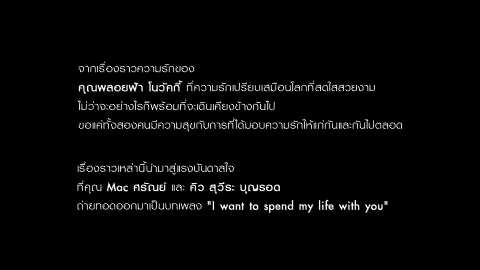 จากเรื่องราวความรักของ
คุณพลอยฟ้า โนวัคกี้ ที่ความรักเปรียบเสมือนโลกที่สดใสสวยงาม
ไม่ว่าจะอย่างไรก็พร้อมที่จะเดินเคียงข้างกันไป
ขอแค่ทั้งสองคนมีความสุขกับการที่ได้มอบความรักให้แก่กันและกันไปตลอด
เรื่องราวเหล่านี้นำมาสู่แรงบันดาลใจ
ที่คุณ Mac ศรัณย์ และ คิว สุวีระ บุญรอด
ถ่ายทอดออกมาเป็นบทเพลง "I want to spend my life with you"